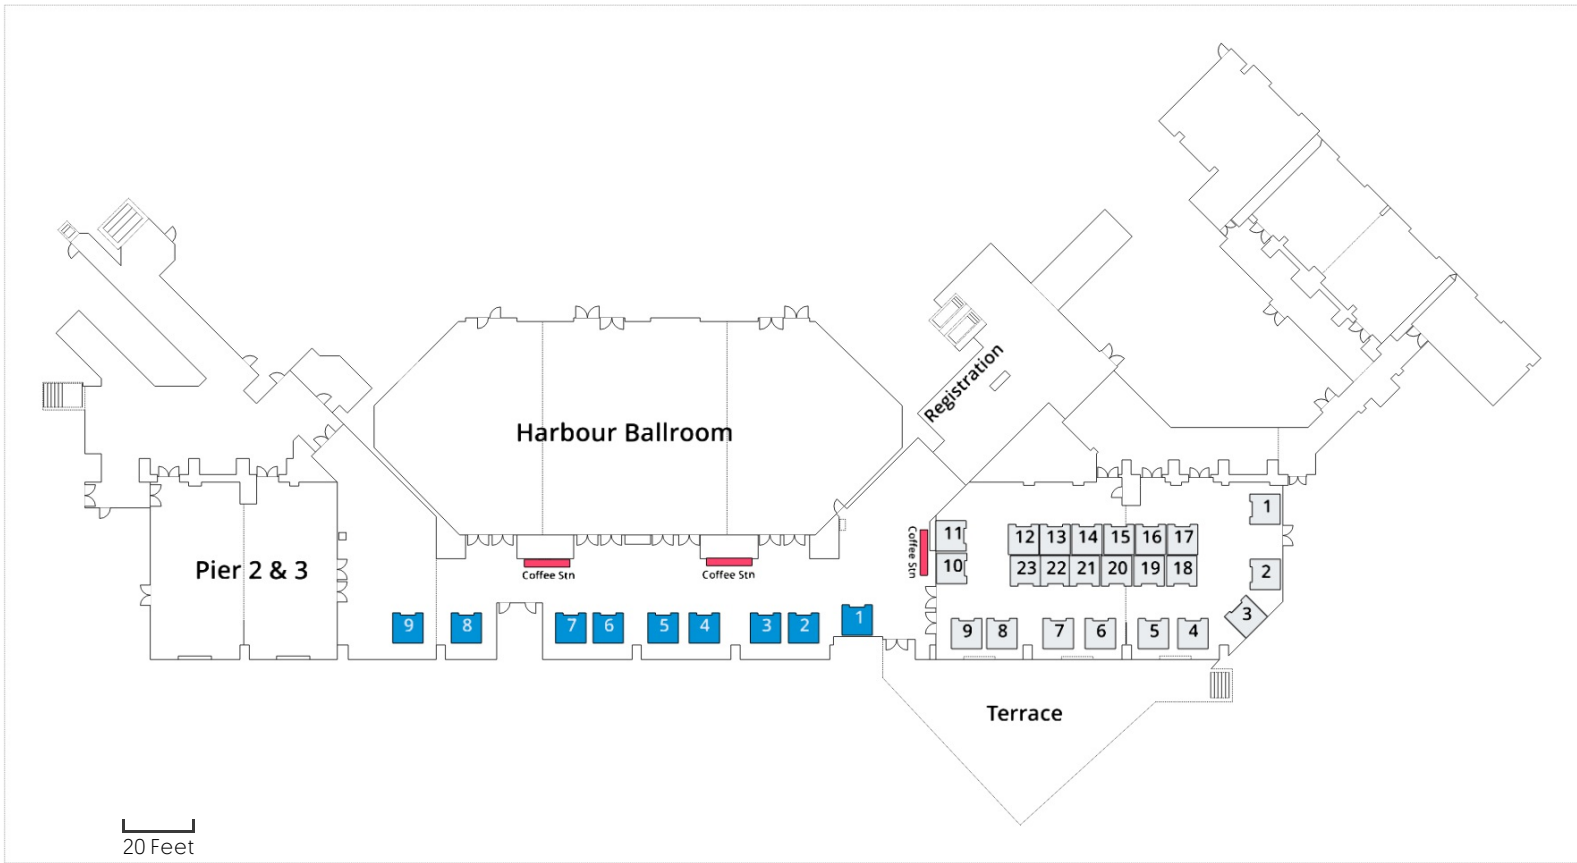 Registration
Harbour Ballroom
Pier 2 & 3
Coffee Stn
Coffee Stn
Coffee Stn
1
11
12 13 14 15 16 17
10
23 22 21 20 19 18
2
3
9 8 7 6 5 4 3 2 1
9 8 7 6 5 4
Terrace
20 Feet